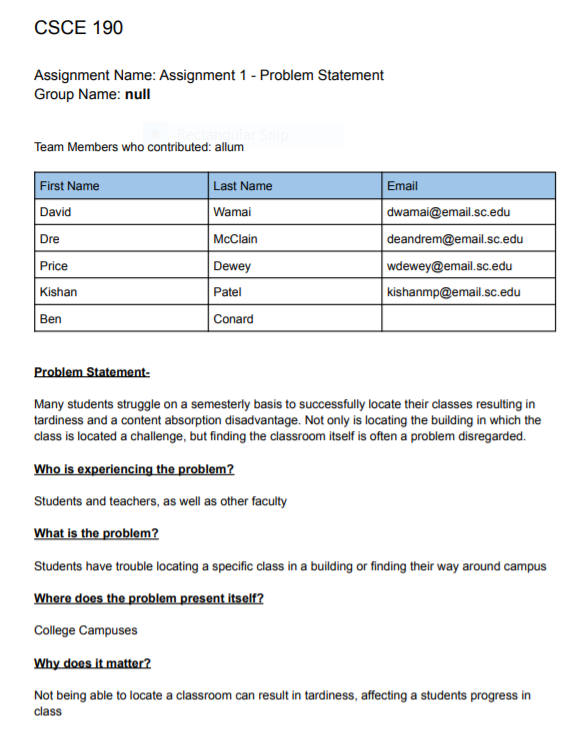 CSCE 190
Assignment Name: Assignment 1 - Problem Statement
Group Name: null
Rectangular Snip
Team Members who contributed: allum
First Name Last Name Email
David Wamai dwamai@email.sc.edu
Dre McClain deandrem@email.sc.edu
Price Dewey wdewey@email.sc.edu
Kishan Patel kishanmp@email.sc.edu
Ben Conard
Problem Statement-
Many students struggle on a semesterly basis to successfully locate their classes resulting in
tardiness and a content absorption disadvantage. Not only is locating the building in which the
class is located a challenge, but finding the classroom itself is often a problem disregarded.
Who is experiencing the problem?
Students and teachers, as well as other faculty
What is the problem?
Students have trouble locating a specific class in a building or finding their way around campus
Where does the problem present itself?
College Campuses
Why does it matter?
Not being able to locate a classroom can result in tardiness, affecting a students progress in
class